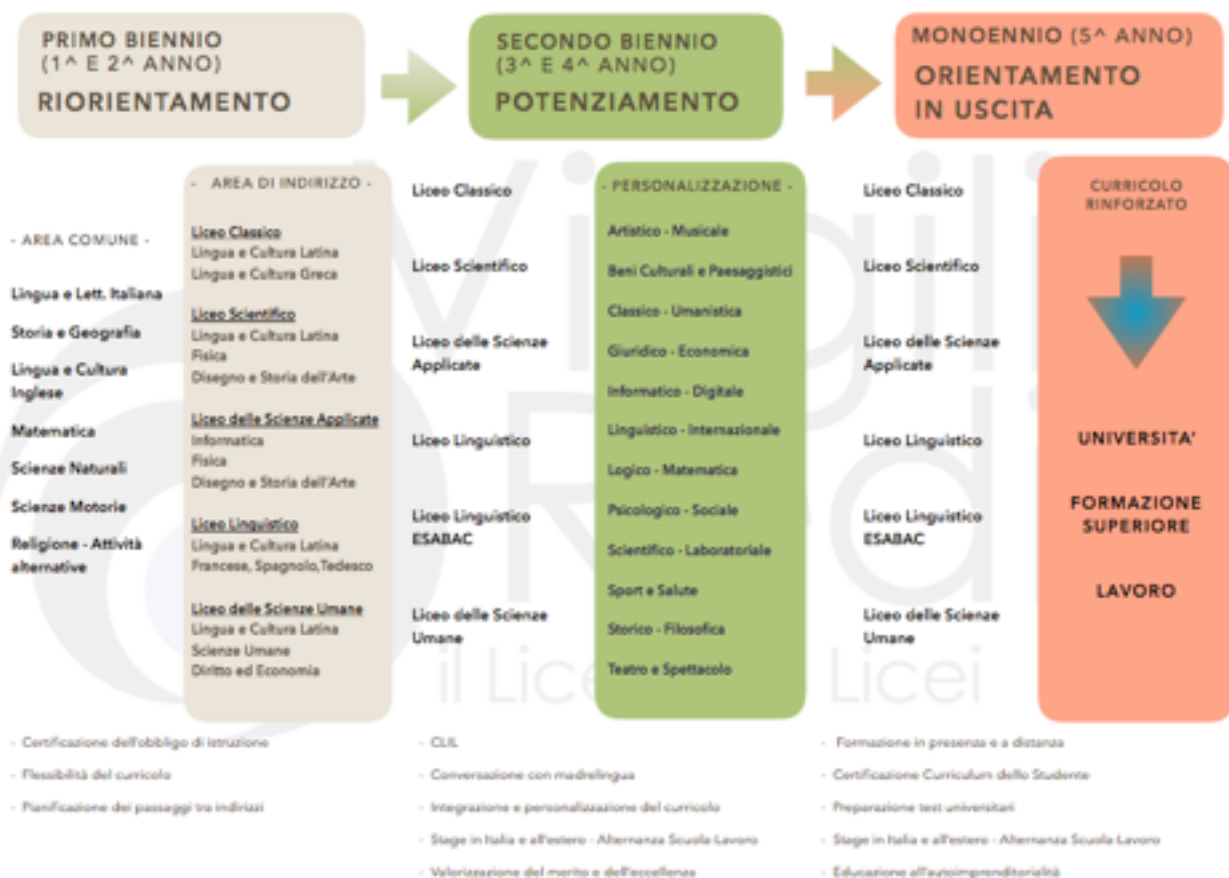 PRIMO BIENNIO
(1^ E 2^ ANNO)
RIORIENTAMENTO
SECONDO BIENNIO
(3^ E 4^ ANNO)
POTENZIAMENTO
MONOENNIO (5^ ANNO)
ORIENTAMENTO
IN USCITA
- AREA COMUNE -
Lingua e Lett. Italiana
Storia e Geografia
Lingua e Cultura
Inglese
Matematica
Scienze Naturali
Scienze Motorie
Religione - Attività
alternative
- AREA DI INDIRIZZO -
Liceo Classico
Lingua e Cultura Latina
Lingua e Cultura Greca
Liceo Scientifico
Lingua e Cultura Latina
Fisica
Disegno e Storia dell'Arte
Liceo delle Scienze Applicate
Informatica
Fisica
Disegno e Storia dell'Arte
Liceo Linguistico
Lingua e Cultura Latina
Francese, Spagnolo,Tedesco
Liceo delle Scienze Umane
Lingua e Cultura Latina
Scienze Umane
Diritto ed Economia
Liceo Classico
Liceo Scientifico
Liceo delle Scienze
Applicate
Liceo Linguistico
Liceo Linguistico
ESABAC
Liceo delle Scienze
Umane
- PERSONALIZZAZIONE -
Artistico - Musicale
Beni Culturali e Paesaggistici
Classico - Umanistica
Giuridico - Economica
Informatico - Digitale
Linguistico - Internazionale
Logico - Matematica
Psicologico - Sociale
Scientifico - Laboratoriale
Sport e Salute
Storico - Filosofica
Teatro e Spettacolo
Liceo Classico
Liceo Scientifico
Liceo delle Scienze
Applicate
Liceo Linguistico
Liceo Linguistico
ESABAC
Liceo delle Scienze
Umane
CURRICOLO
RINFORZATO
UNIVERSITA'
FORMAZIONE
SUPERIORE
LAVORO
- Certificazione dell'obbligo di istruzione
- Flessibilità del curricolo
- Pianificazione dei passaggi tra indirizzi
- CLIL
- Conversazione con madrelingua
- Integrazione e personalizzazione del curricolo
- Stage in Italia e all'estero - Alternanza Scuola-Lavoro
- Valorizzazione del merito e dell'eccellenza
- Formazione in presenza e a distanza
- Certificazione Curriculum dello Studente
- Preparazione test universitari
- Stage in Italia e all'estero - Alternanza Scuola-Lavoro
- Educazione all'autoimprenditorialità